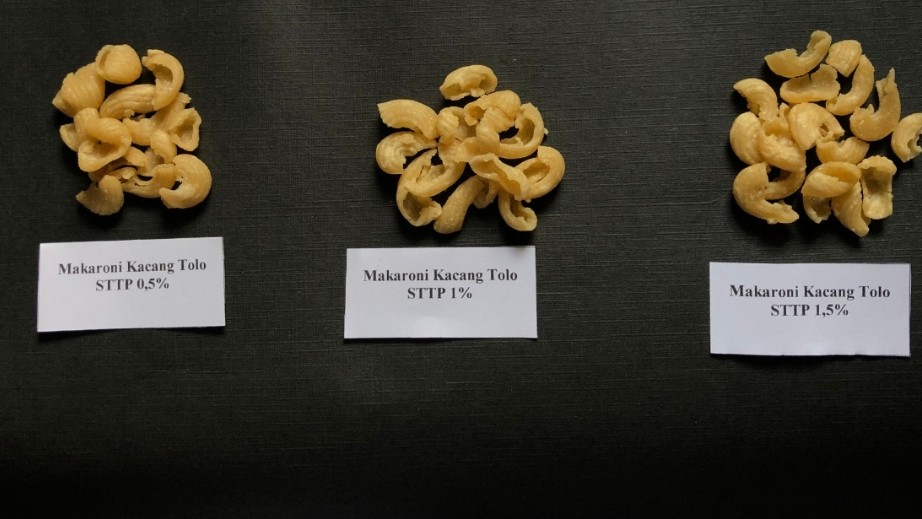 Makaroni Kacang Tolo
STTP 0,5%
Makaroni Kacang Tolo
STTP 1%
Makaroni Kacang Tolo
STTP 1,5%